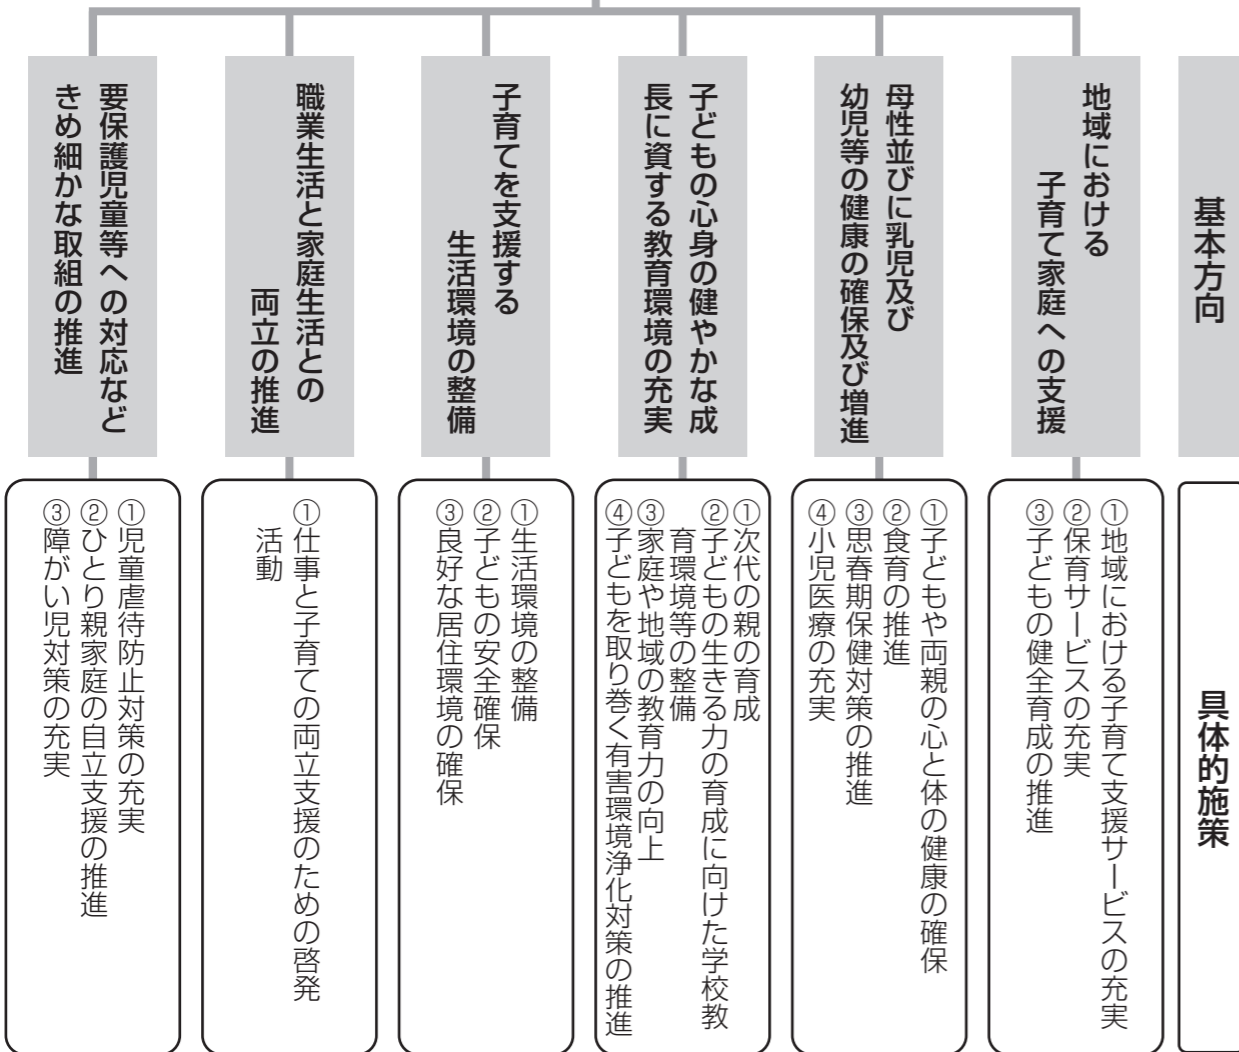 基本方向
地域における
子育て家庭への支援
母性並びに乳児及び
幼児等の健康の確保及び増進
子どもの心身の健やかな成
長に資する教育環境の充実
子育てを支援する
生活環境の整備
職業生活と家庭生活との
両立の推進
要保護児童等への対応など
きめ細かな取組の推進
具体的施策
①地域における子育て支援サービスの充実
②保育サービスの充実
③子どもの健全育成の推進
①子どもや両親の心と体の健康の確保
②食育の推進
③思春期保健対策の推進
④小児医療の充実
①次代の親の育成
②子どもの生きる力の育成に向けた学校教
育環境等の整備
③家庭や地域の教育力の向上
④子どもを取り巻く有害環境浄化対策の推進
①生活環境の整備
②子どもの安全確保
③良好な居住環境の確保
①仕事と子育ての両立支援のための啓発
活動
①児童虐待防止対策の充実
②ひとり親家庭の自立支援の推進
③障がい児対策の充実